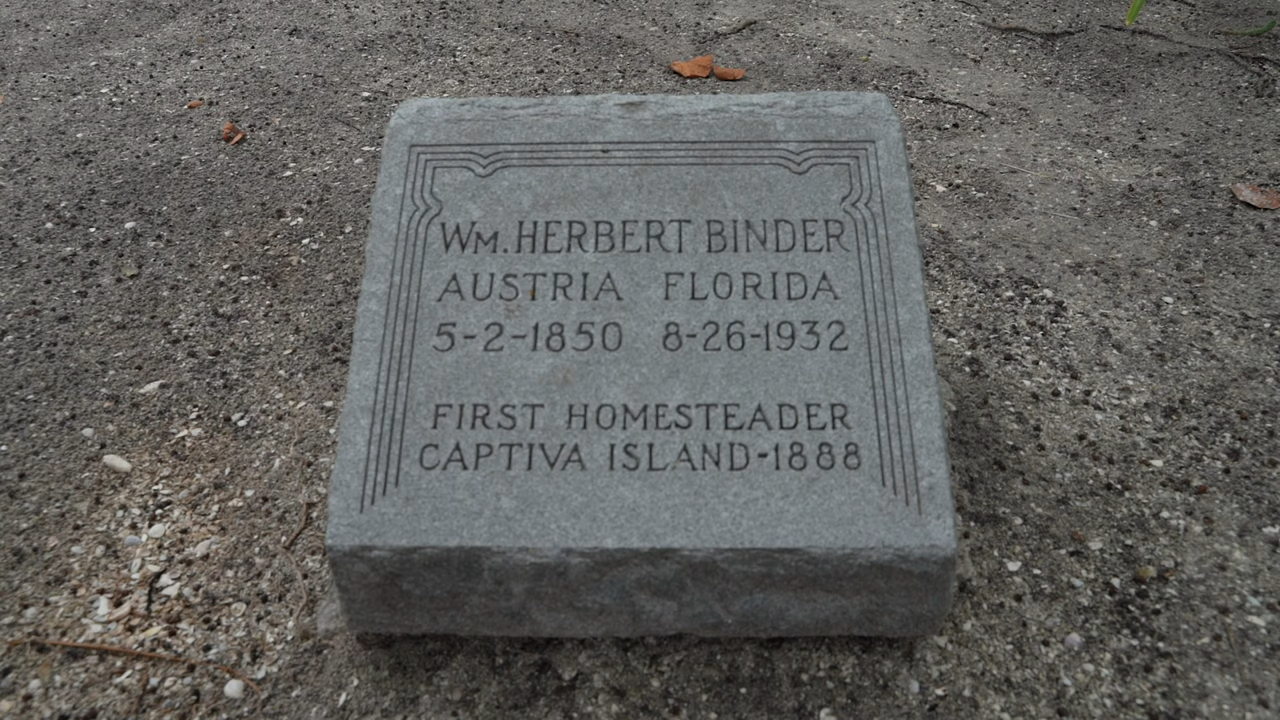 Wm. HERBERT BINDER
AUSTRIA FLORIDA
5-2-1850 8-26-1932
FIRST HOMESTEADER
CAPTIVA ISLAND-1888